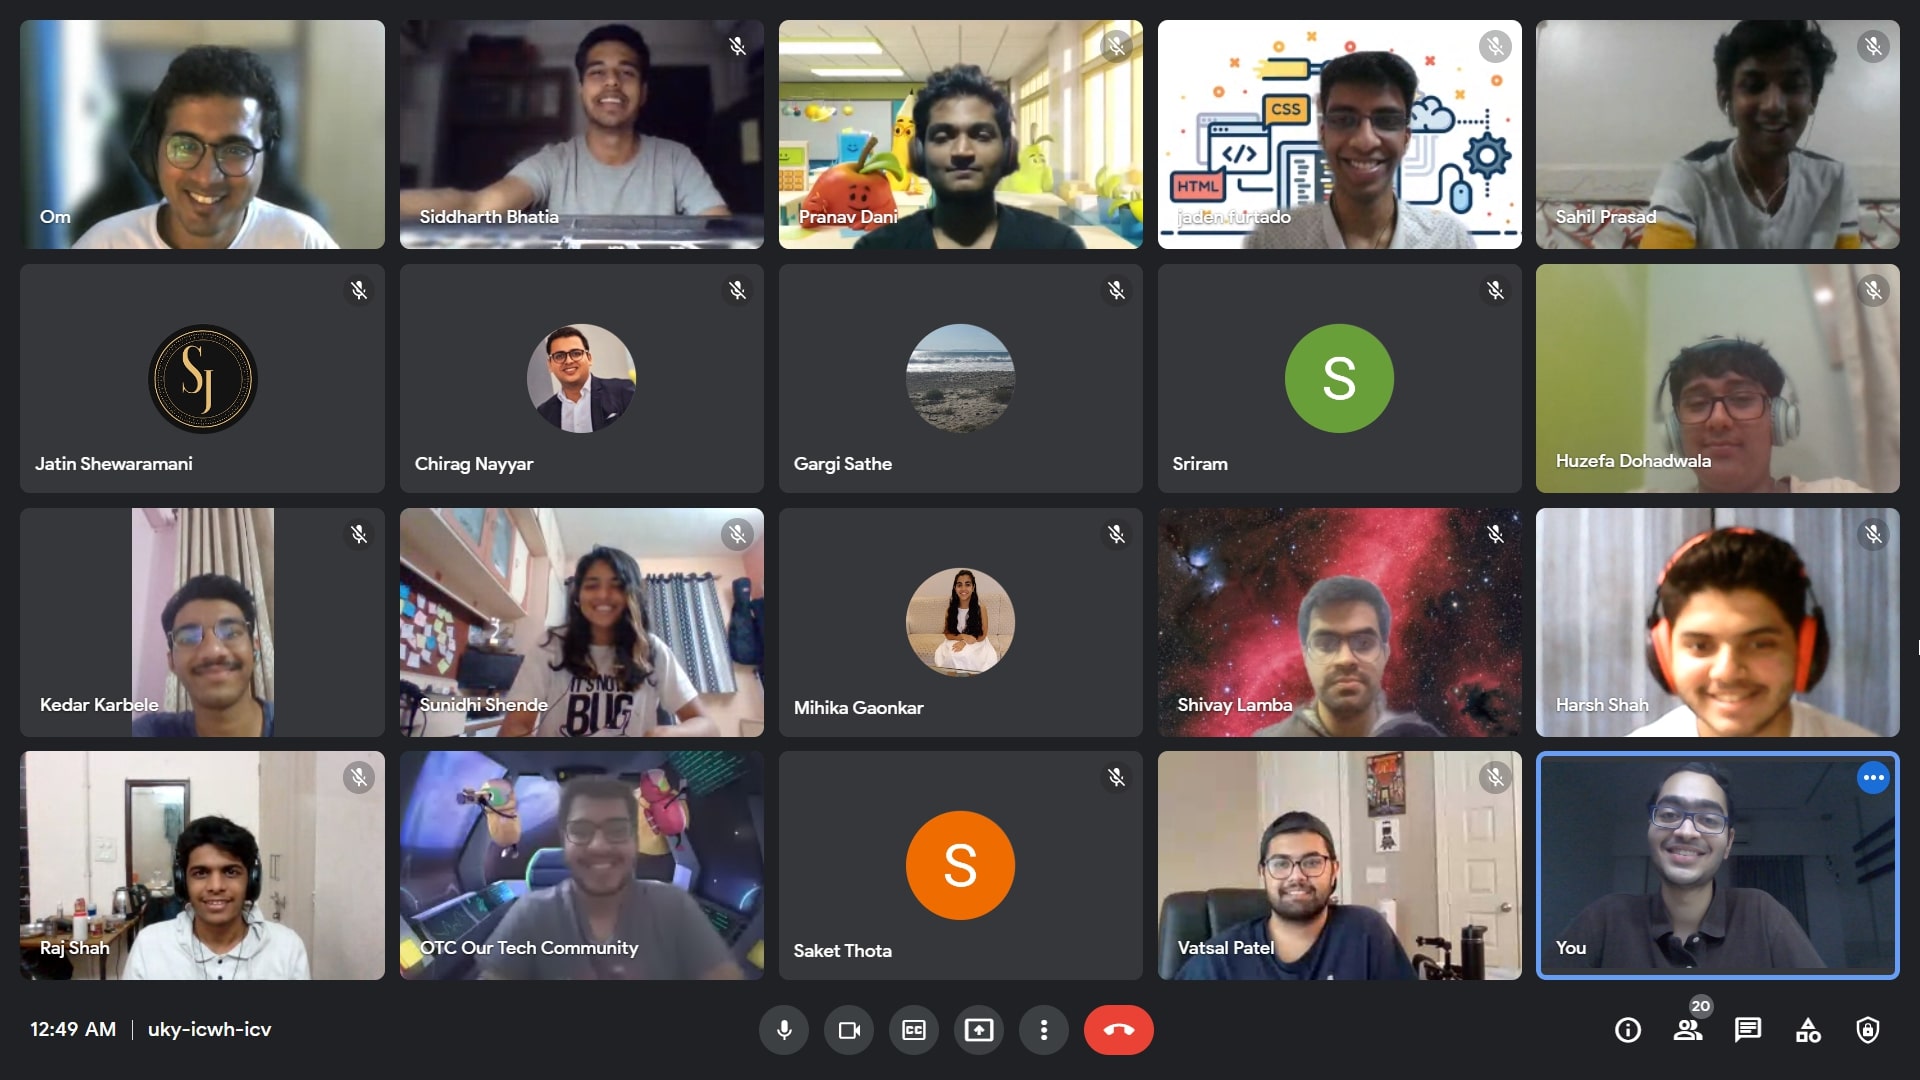 Om
Siddharth Bhatia
Pranav Dani
CSS
</>
HTML
jaden furtado
Sahil Prasad
SJ
Jatin Shewaramani
Chirag Nayyar
Gargi Sathe
S
Sriram
Huzefa Dohadwala
Kedar Karbele
IT'S NOT
BUG
Sunidhi Shende
Mihika Gaonkar
Shivay Lamba
Harsh Shah
Raj Shah
OTC Our Tech Community
S
Saket Thota
Vatsal Patel
You
12:49 AM | uky-icwh-icv
CC
20